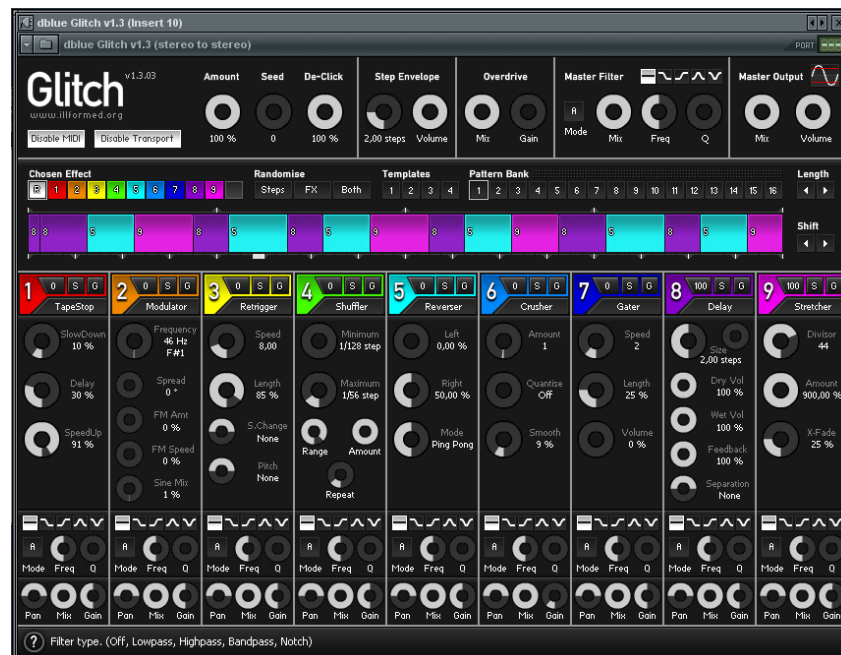 dblue Glitch v1.3 (Insert 10)
dblue Glitch v1.3 (stereo to stereo)
PORT
Glitch v1.3.03
www.illformed.org
Disable MIDI Disable Transport
Amount Seed De-Click Step Envelope Overdrive Master Filter Master Output
A
100 % 0 100 % 2,00 steps Volume Mix Gain Mode Mix Freq Q Mix Volume
Chosen Effect Randomise Templates Pattern Bank Length
R 1 2 3 4 5 6 7 8 9 Steps FX Both 1 2 3 4 1 2 3 4 5 6 7 8 9 10 11 12 13 14 15 16
Shift
8 8 5 9 8 5 8 5 9 8 5 9 8 5 8 5 9
1 0 S G 2 0 S G 3 0 S G 4 0 S G 5 0 S G 6 0 S G 7 0 S G 8 100 S G 9 100 S G
TapeStop Modulator Retrigger Shuffler Reverser Crusher Gater Delay Stretcher
SlowDown
10 %
Delay
30 %
SpeedUp
91 %
Frequency
46 Hz
F#1
Spread
0 °
FM Amt
0 %
FM Speed
0 %
Sine Mix
1 %
Speed
8,00
Length
85 %
S.Change
None
Pitch
None
Minimum
1/128 step
Maximum
1/56 step
Range Amount
Repeat
Left
0,00 %
Right
50,00 %
Mode
Ping Pong
Amount
1
Quantise
Off
Smooth
9 %
Speed
2
Length
25 %
Volume
0 %
Size
2,00 steps
Dry Vol
100 %
Wet Vol
100 %
Feedback
100 %
Separation
None
Divisor
44
Amount
900,00 %
X-Fade
25 %
A A A A A A A A A
Mode Freq Q Mode Freq Q Mode Freq Q Mode Freq Q Mode Freq Q Mode Freq Q Mode Freq Q Mode Freq Q Mode Freq Q
Pan Mix Gain Pan Mix Gain Pan Mix Gain Pan Mix Gain Pan Mix Gain Pan Mix Gain Pan Mix Gain Pan Mix Gain Pan Mix Gain
? Filter type. (Off, Lowpass, Highpass, Bandpass, Notch)